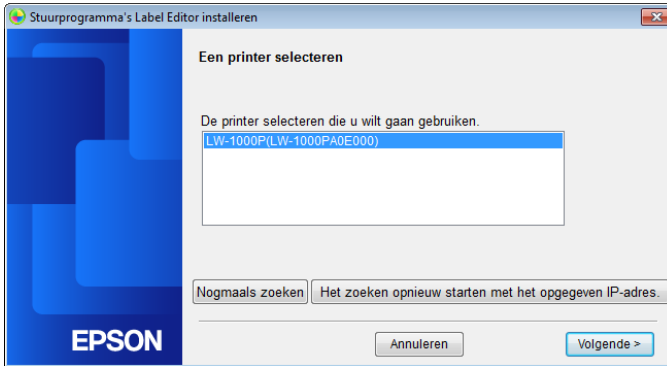 Stuurprogramma's Label Editor installeren
Een printer selecteren
De printer selecteren die u wilt gaan gebruiken.
LW-1000P(LW-1000PA0E000)
Nogmaals zoeken Het zoeken opnieuw starten met het opgegeven IP-adres.
EPSON
Annuleren Volgende >